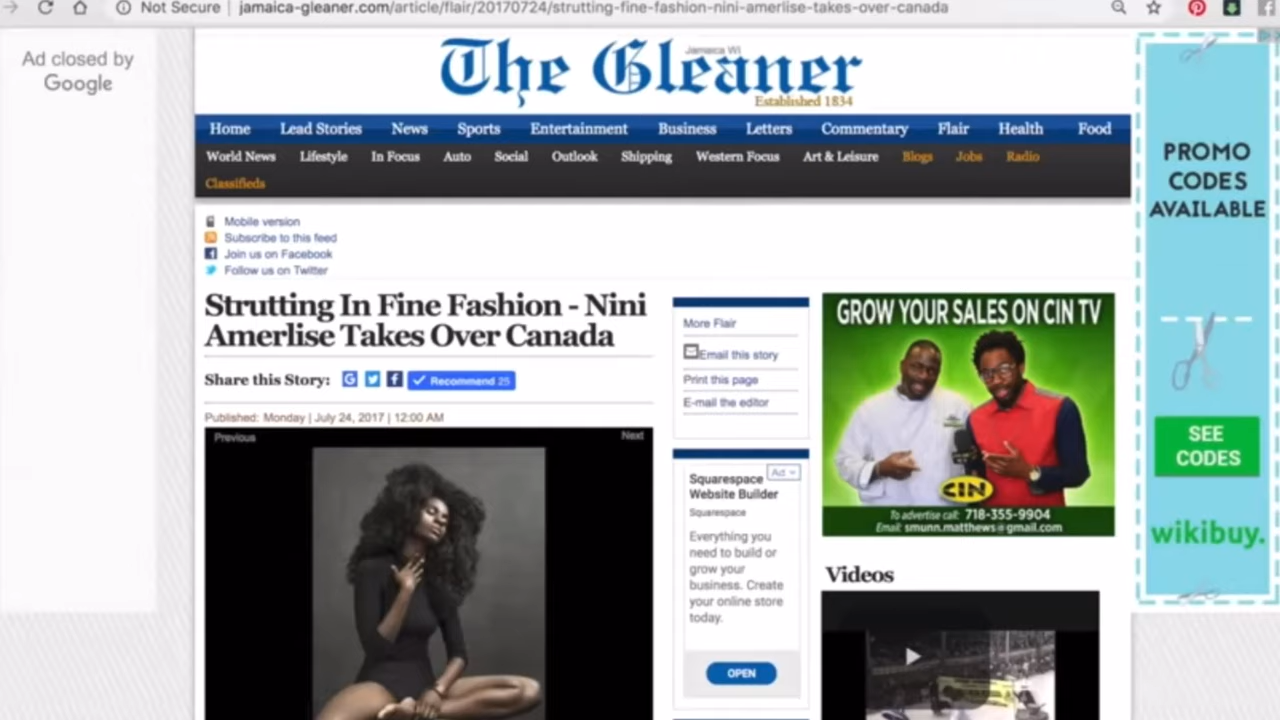 Not Secure | jamaica-gleaner.com/article/flair/20170724/strutting-fine-fashion-nini-amerlise-takes-over-canada
Ad closed by
Google
Jamaica WI
The Gleaner
Established 1834
Home Lead Stories News Sports Entertainment Business Letters Commentary Flair Health Food
World News Lifestyle In Focus Auto Social Outlook Shipping Western Focus Art & Leisure Blogs Jobs Radio
Classifieds
Mobile version
Subscribe to this feed
Join us on Facebook
Follow us on Twitter
Strutting In Fine Fashion - Nini
Amerlise Takes Over Canada
Share this Story:
Recommend 25
Published: Monday | July 24, 2017 | 12:00 AM
Previous Next
More Flair
Email this story
Print this page
E-mail the editor
Squarespace
Website Builder
Ad
Squarespace
Everything you
need to build or
grow your
business. Create
your online store
today.
OPEN
GROW YOUR SALES ON CIN TV
CIN
To advertise call: 718-355-9904
Email: smunn.matthews@gmail.com
Videos
PROMO
CODES
AVAILABLE
SEE
CODES
wikibuy.